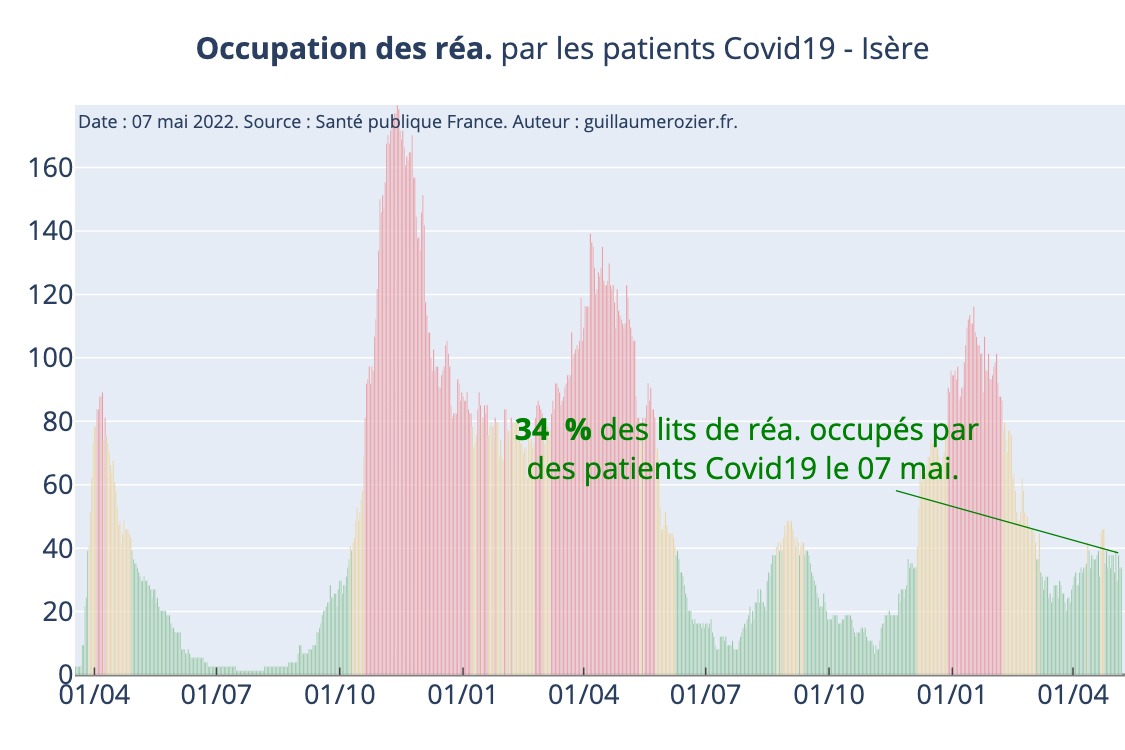 Occupation des réa. par les patients Covid19 - Isère
Date : 07 mai 2022. Source : Santé publique France. Auteur : guillaumerozier.fr.
160
140
120
100
80
60
40
20
0
34 % des lits de réa. occupés par
des patients Covid19 le 07 mai.
01/04 01/07 01/10 01/01 01/04 01/07 01/10 01/01 01/04